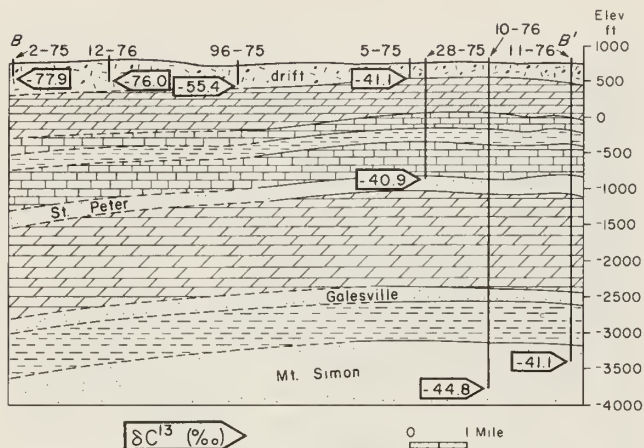 10-76
Elev
ft
B 2-75 12-76 96-75 5-75 28-75 11-76 B'
1000
-77.9 -76.0 -55.4 drift -41.1 500
0
-500
-40.9
-1000
St. Peter
-1500
-2000
Galesville -2500
-3000
Mt. Simon -41.1 -3500
-44.8
-4000
δC¹³ (‰) 0 1 Mile